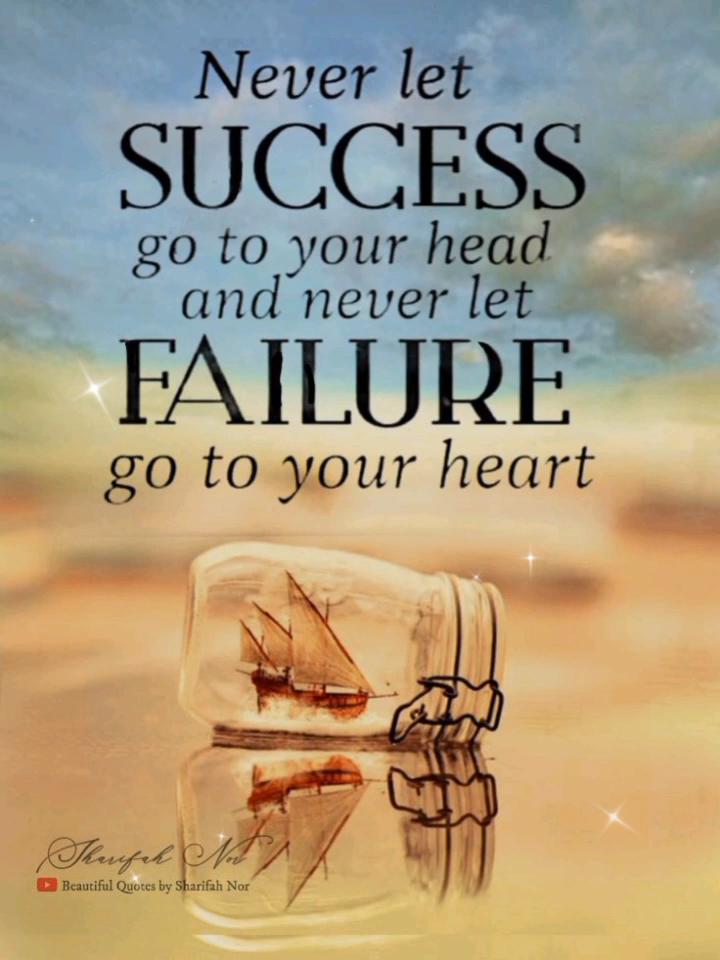 Never let
SUCCESS
go to your head
and never let
FAILURE
go to your heart
Sharifah Nor
Beautiful Quotes by Sharifah Nor